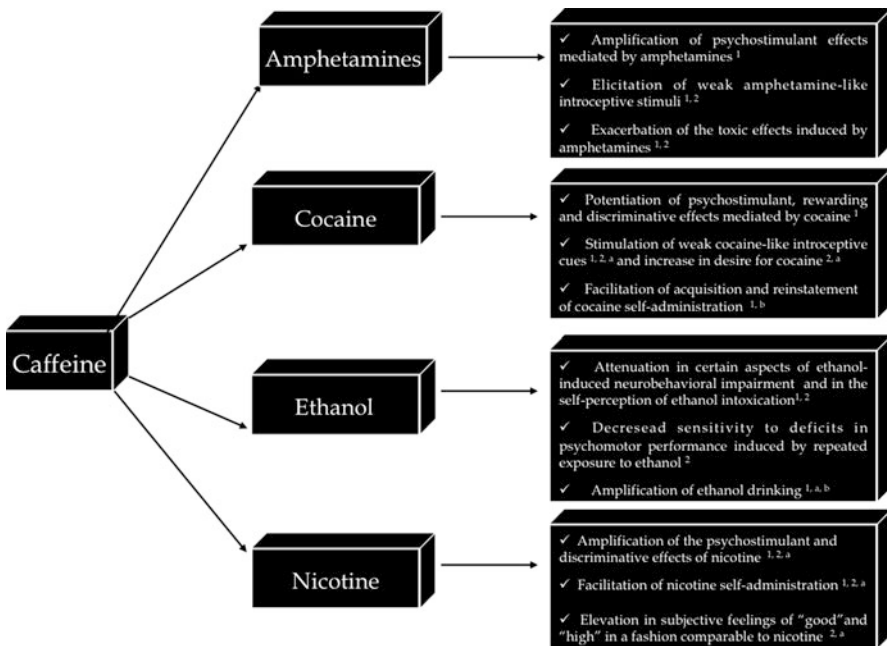 Caffeine
Amphetamines
✓ Amplification of psychostimulant effects
mediated by amphetamines 1
✓ Elicitation of weak amphetamine-like
introceptive stimuli 1, 2
✓ Exacerbation of the toxic effects induced by
amphetamines 1, 2
Cocaine
✓ Potentiation of psychostimulant, rewarding
and discriminative effects mediated by cocaine 1
✓ Stimulation of weak cocaine-like introceptive
cues 1, 2, a and increase in desire for cocaine 2, a
✓ Facilitation of acquisition and reinstatement
of cocaine self-administration 1, b
Ethanol
✓ Attenuation in certain aspects of ethanol-
induced neurobehavioral impairment and in the
self-perception of ethanol intoxication1, 2
✓ Decresead sensitivity to deficits in
psychomotor performance induced by repeated
exposure to ethanol 2
✓ Amplification of ethanol drinking 1, a, b
Nicotine
✓ Amplification of the psychostimulant and
discriminative effects of nicotine 1, 2, a
✓ Facilitation of nicotine self-administration 1, 2, a
✓ Elevation in subjective feelings of "good"and
"high" in a fashion comparable to nicotine 2, a